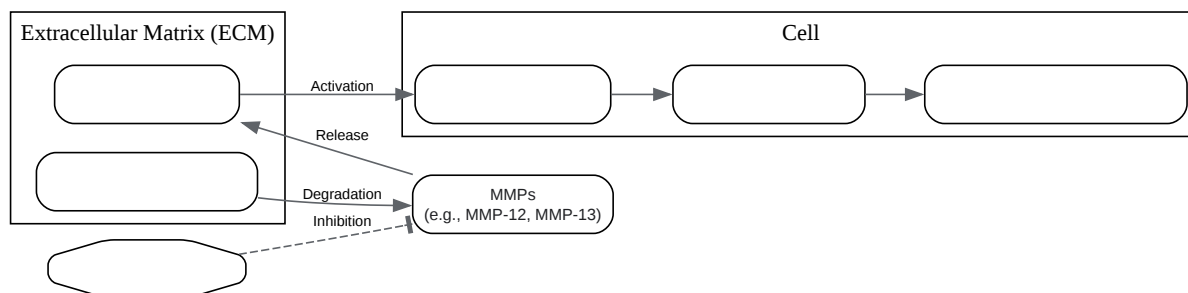 Extracellular Matrix (ECM)
Cell
Activation
Release
MMPs
(e.g., MMP-12, MMP-13)
Degradation
Inhibition